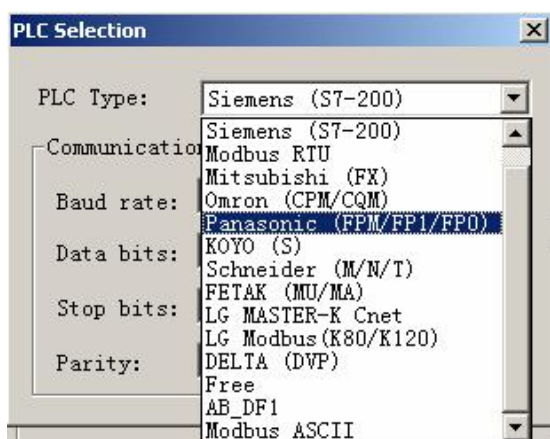 PLC Selection
PLC Type: Siemens (S7-200)
Siemens (S7-200)
Communicatio
Modbus RTU
Mitsubishi (FX)
Baud rate: Omron (CPM/CQM)
Panasonic (FPM/FP1/FP0)
Data bits: KOYO (S)
Schneider (M/N/T)
FETAK (MU/MA)
Stop bits: LG MASTER-K Cnet
LG Modbus(K80/K120)
Parity: DELTA (DVP)
Free
AB_DF1
Modbus ASCII